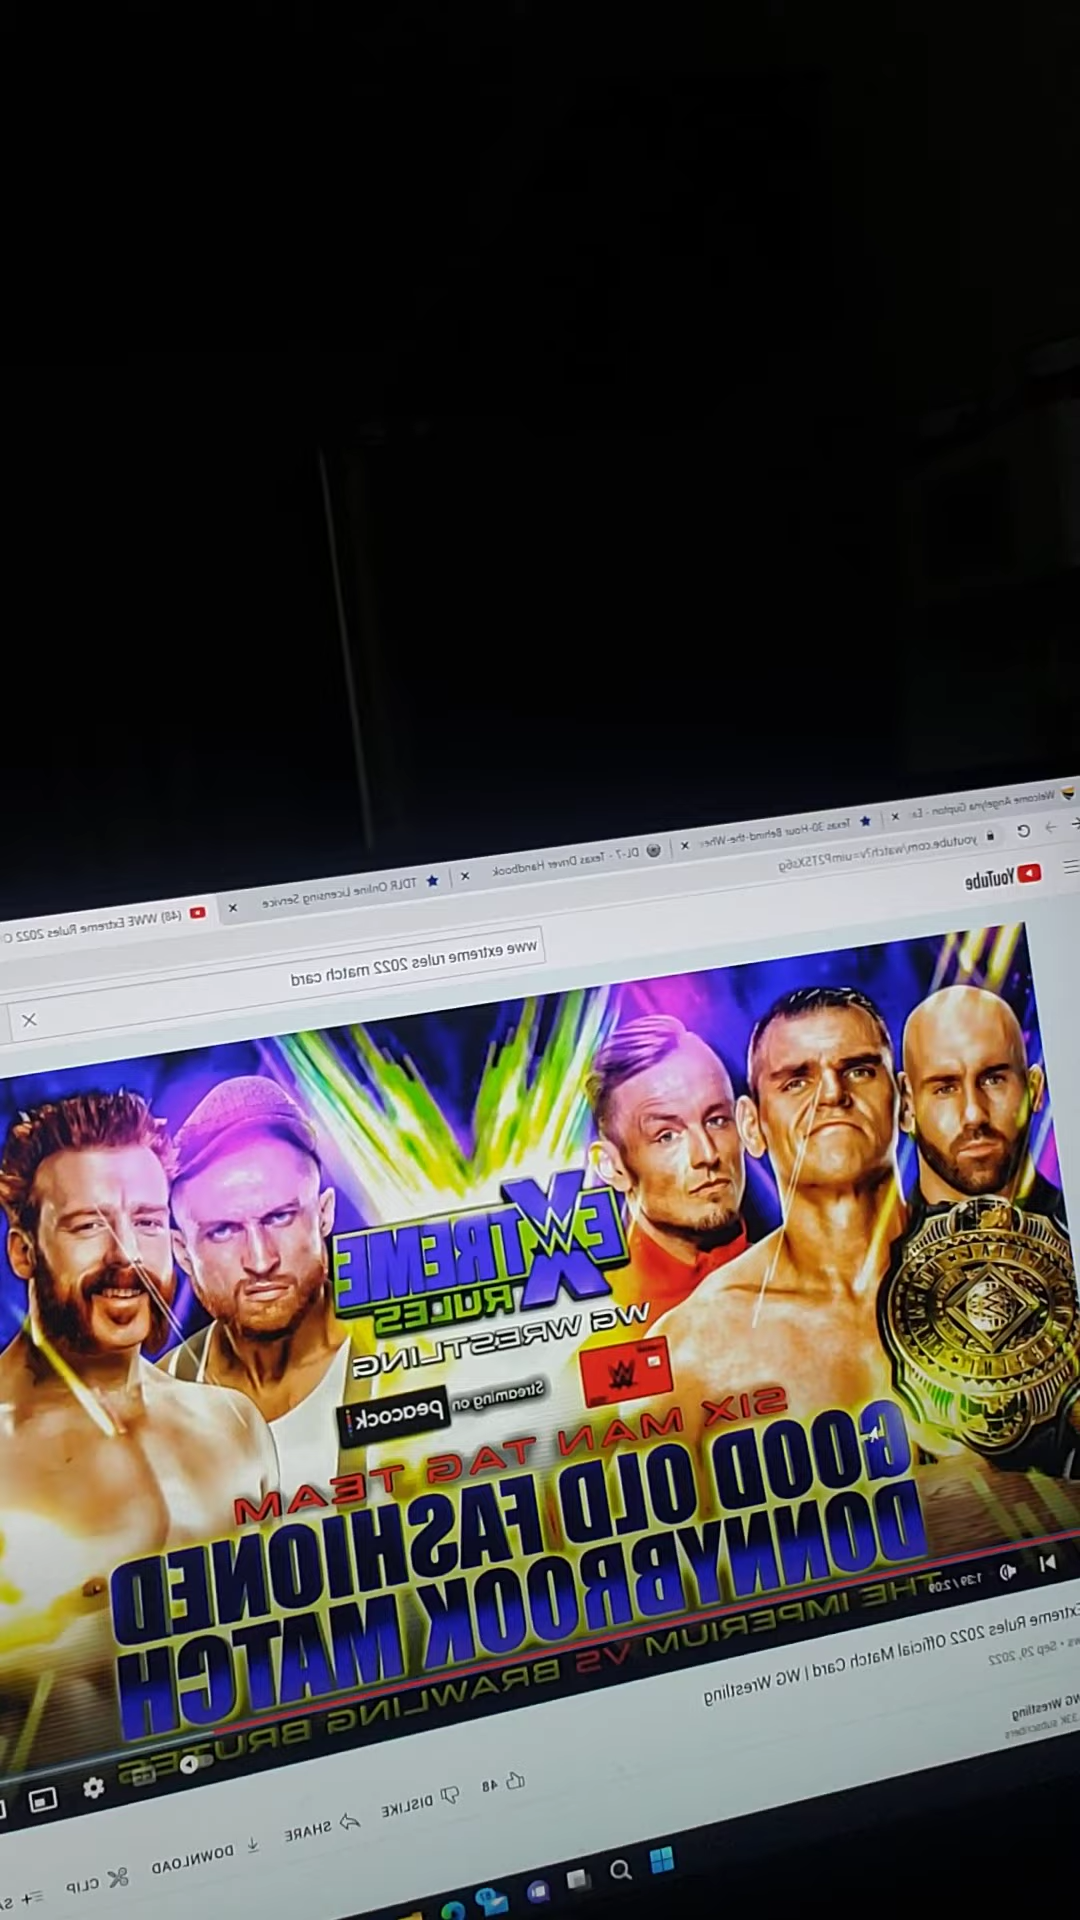 Welcome Angelyna Gupton - Ea
Texas 30-Hour Behind-the-Whe
DL-7 - Texas Driver Handbook
TDLR Online Licensing Service
(48) WWE Extreme Rules 2022 O
youtube.com/watch?v=uimP2T5Xs6g
YouTube
wwe extreme rules 2022 match card
W
EXTREME
RULES
WG WRESTLING
W
Streaming on peacock
SIX MAN TAG TEAM
GOOD OLD FASHIONED
DONNYBROOK MATCH
THE IMPERIUM VS BRAWLING BRUTES
1:39 / 2:09
Extreme Rules 2022 Official Match Card | WG Wrestling
Sep 29, 2022
WG Wrestling
subscribers
48
DISLIKE
SHARE
DOWNLOAD
CLIP